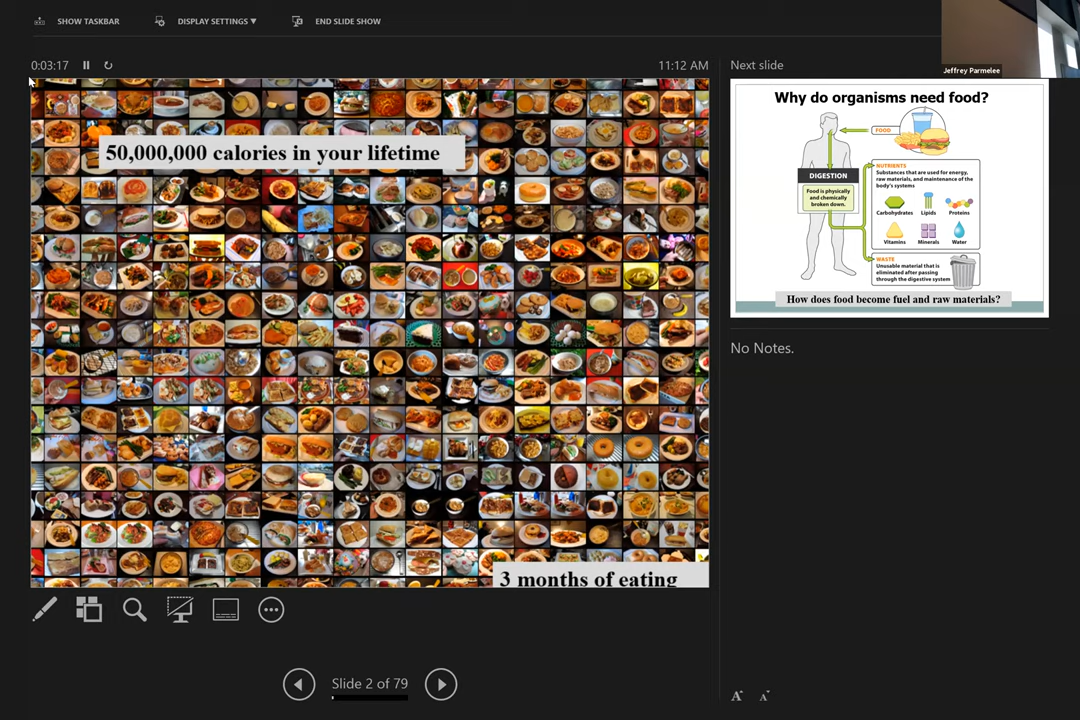 SHOW TASKBAR
DISPLAY SETTINGS ▼
END SLIDE SHOW
0:03:17
11:12 AM
50,000,000 calories in your lifetime
3 months of eating
Slide 2 of 79
Jeffrey Parmelee
Next slide
Why do organisms need food?
FOOD
DIGESTION
Food is physically
and chemically
broken down.
NUTRIENTS
Substances that are used for energy,
raw materials, and maintenance of the
body's systems
Carbohydrates
Lipids
Proteins
Vitamins
Minerals
Water
WASTE
Unusable material that is
eliminated after passing
through the digestive system
How does food become fuel and raw materials?
No Notes.
A
A